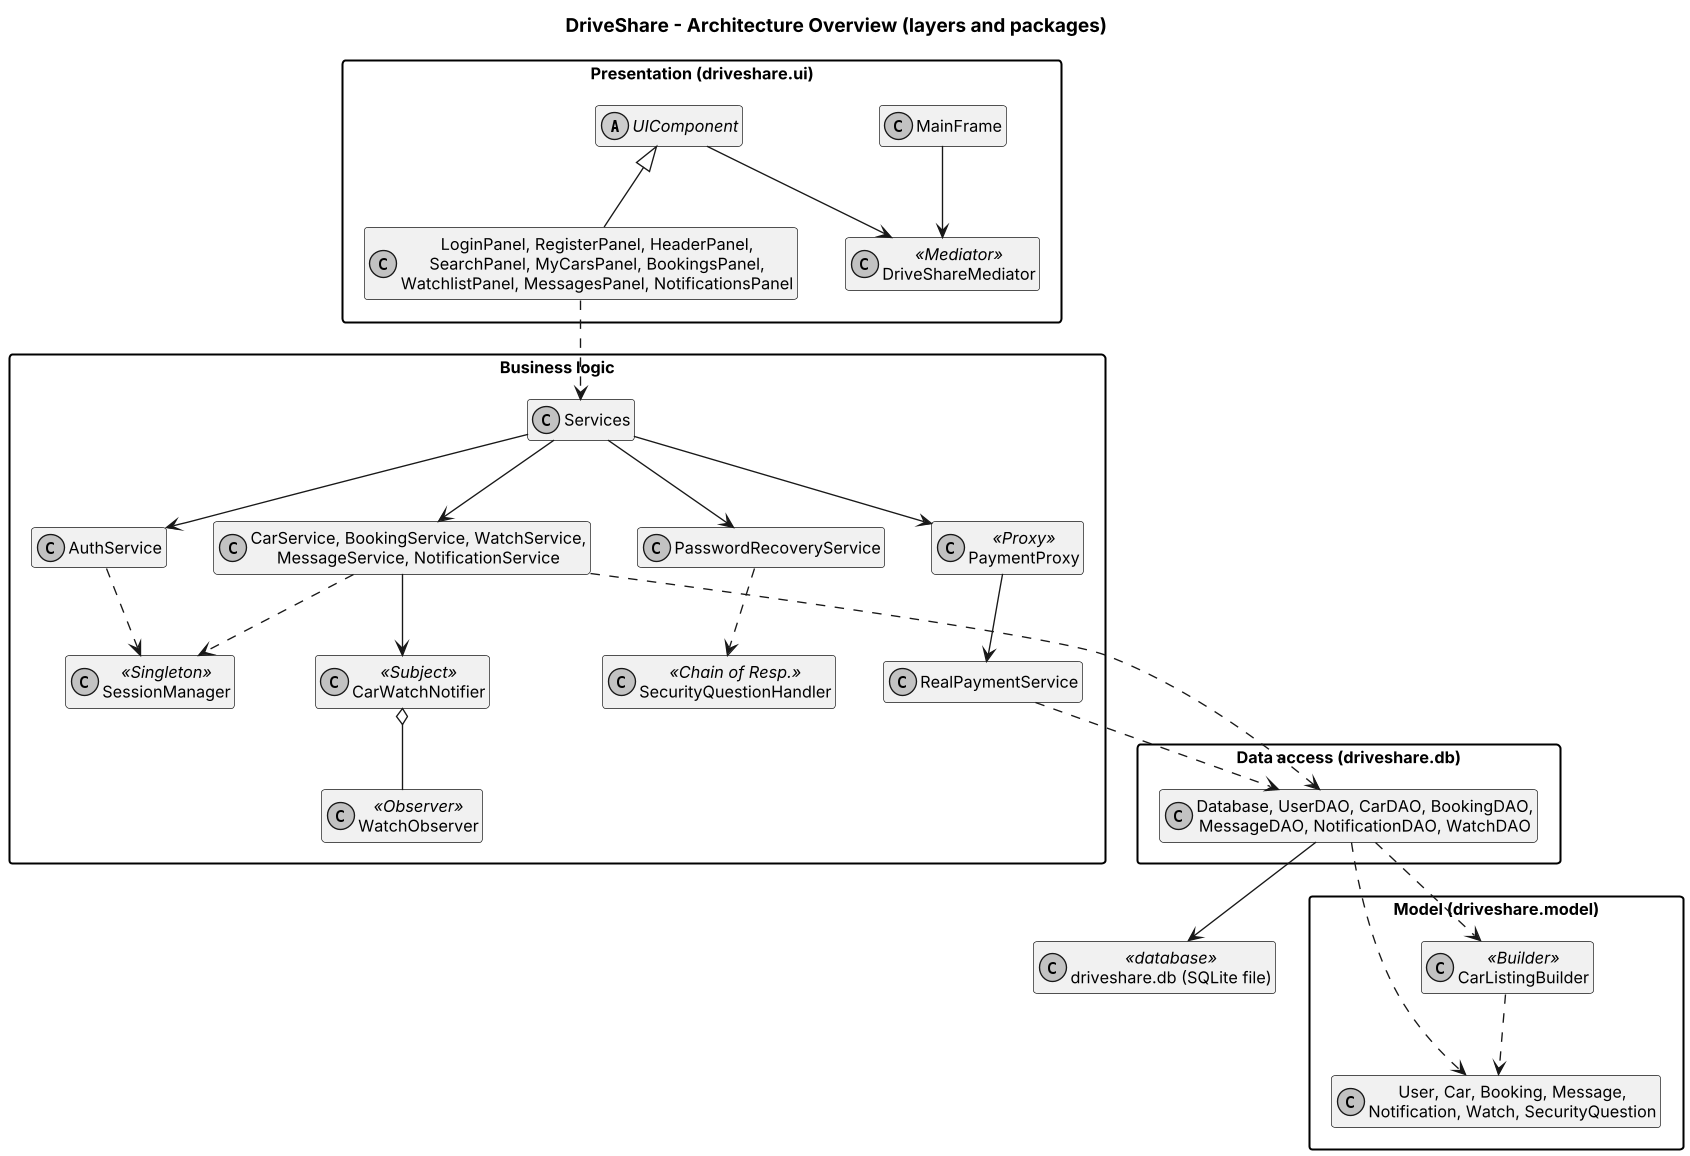 DriveShare - Architecture Overview (layers and packages)
Presentation (driveshare.ui)
A UIComponent
C MainFrame
C LoginPanel, RegisterPanel, HeaderPanel,
SearchPanel, MyCarsPanel, BookingsPanel,
WatchlistPanel, MessagesPanel, NotificationsPanel
C «Mediator»
DriveShareMediator
Business logic
C Services
C AuthService
C CarService, BookingService, WatchService,
MessageService, NotificationService
C PasswordRecoveryService
C «Proxy»
PaymentProxy
C «Singleton»
SessionManager
C «Subject»
CarWatchNotifier
C «Chain of Resp.»
SecurityQuestionHandler
C RealPaymentService
C «Observer»
WatchObserver
Data access (driveshare.db)
C Database, UserDAO, CarDAO, BookingDAO,
MessageDAO, NotificationDAO, WatchDAO
C «database»
driveshare.db (SQLite file)
Model (driveshare.model)
C «Builder»
CarListingBuilder
C User, Car, Booking, Message,
Notification, Watch, SecurityQuestion